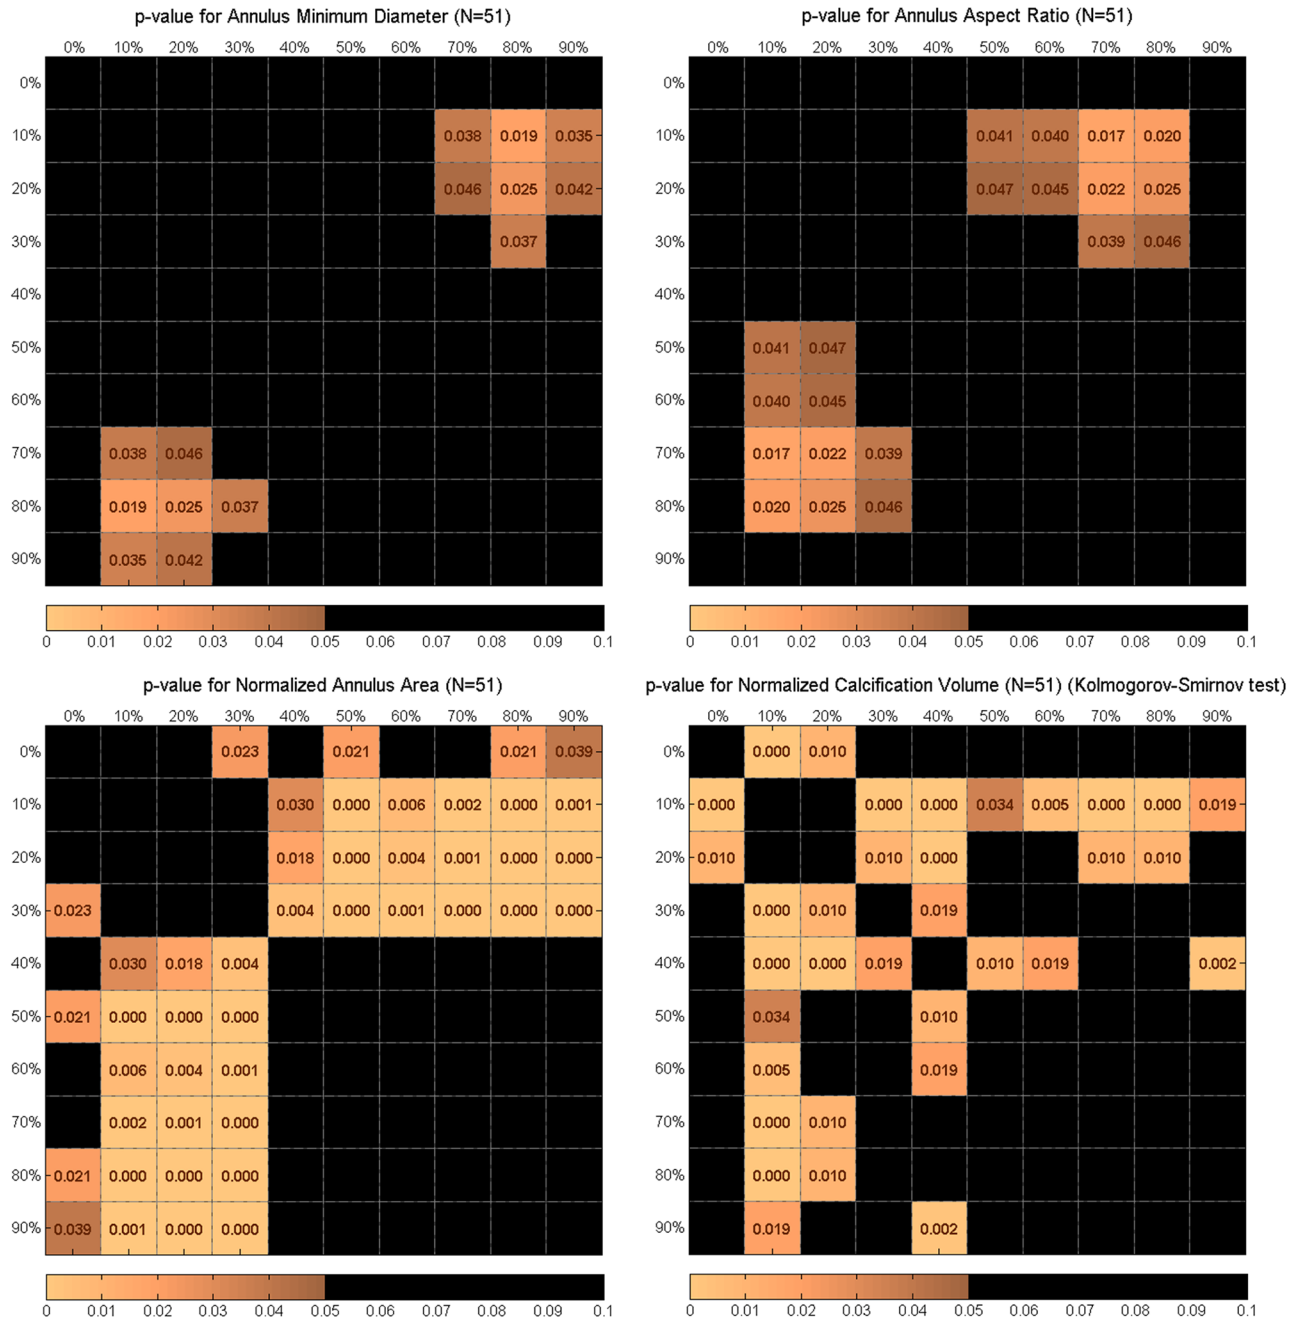 p-value for Annulus Minimum Diameter (N=51)
0% 10% 20% 30% 40% 50% 60% 70% 80% 90%
0%
10% 0.038 0.019 0.035
20% 0.046 0.025 0.042
30% 0.037
40%
50%
60%
70% 0.038 0.046
80% 0.019 0.025 0.037
90% 0.035 0.042
0 0.01 0.02 0.03 0.04 0.05 0.06 0.07 0.08 0.09 0.1
p-value for Annulus Aspect Ratio (N=51)
0% 10% 20% 30% 40% 50% 60% 70% 80% 90%
0%
10% 0.041 0.040 0.017 0.020
20% 0.047 0.045 0.022 0.025
30% 0.039 0.046
40%
50% 0.041 0.047
60% 0.040 0.045
70% 0.017 0.022 0.039
80% 0.020 0.025 0.046
90%
0 0.01 0.02 0.03 0.04 0.05 0.06 0.07 0.08 0.09 0.1
p-value for Normalized Annulus Area (N=51)
0% 10% 20% 30% 40% 50% 60% 70% 80% 90%
0% 0.023 0.021 0.021 0.039
10% 0.030 0.000 0.006 0.002 0.000 0.001
20% 0.018 0.000 0.004 0.001 0.000 0.000
30% 0.023 0.004 0.000 0.001 0.000 0.000 0.000
40% 0.030 0.018 0.004
50% 0.021 0.000 0.000 0.000
60% 0.006 0.004 0.001
70% 0.002 0.001 0.000
80% 0.021 0.000 0.000 0.000
90% 0.039 0.001 0.000 0.000
0 0.01 0.02 0.03 0.04 0.05 0.06 0.07 0.08 0.09 0.1
p-value for Normalized Calcification Volume (N=51) (Kolmogorov-Smirnov test)
0% 10% 20% 30% 40% 50% 60% 70% 80% 90%
0% 0.000 0.010
10% 0.000 0.000 0.000 0.034 0.005 0.000 0.000 0.019
20% 0.010 0.010 0.000 0.010 0.010
30% 0.000 0.010 0.019
40% 0.000 0.000 0.019 0.010 0.019 0.002
50% 0.034 0.010
60% 0.005 0.019
70% 0.000 0.010
80% 0.000 0.010
90% 0.019 0.002
0 0.01 0.02 0.03 0.04 0.05 0.06 0.07 0.08 0.09 0.1